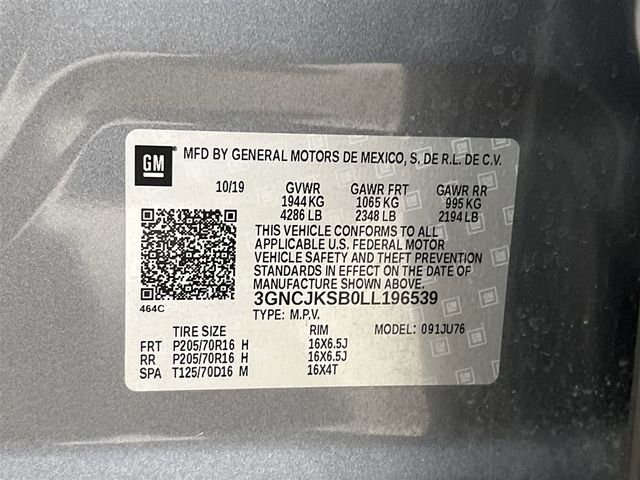 GM MFD BY GENERAL MOTORS DE MEXICO, S. DE R.L. DE C.V.
10/19 GVWR GAWR FRT GAWR RR
1944 KG 1065 KG 995 KG
4286 LB 2348 LB 2194 LB
THIS VEHICLE CONFORMS TO ALL
APPLICABLE U.S. FEDERAL MOTOR
VEHICLE SAFETY AND THEFT PREVENTION
STANDARDS IN EFFECT ON THE DATE OF
MANUFACTURE SHOWN ABOVE.
3GNCJKSB0LL196539
464C TYPE: M.P.V.
TIRE SIZE RIM MODEL: 091JU76
FRT P205/70R16 H 16X6.5J
RR P205/70R16 H 16X6.5J
SPA T125/70D16 M 16X4T